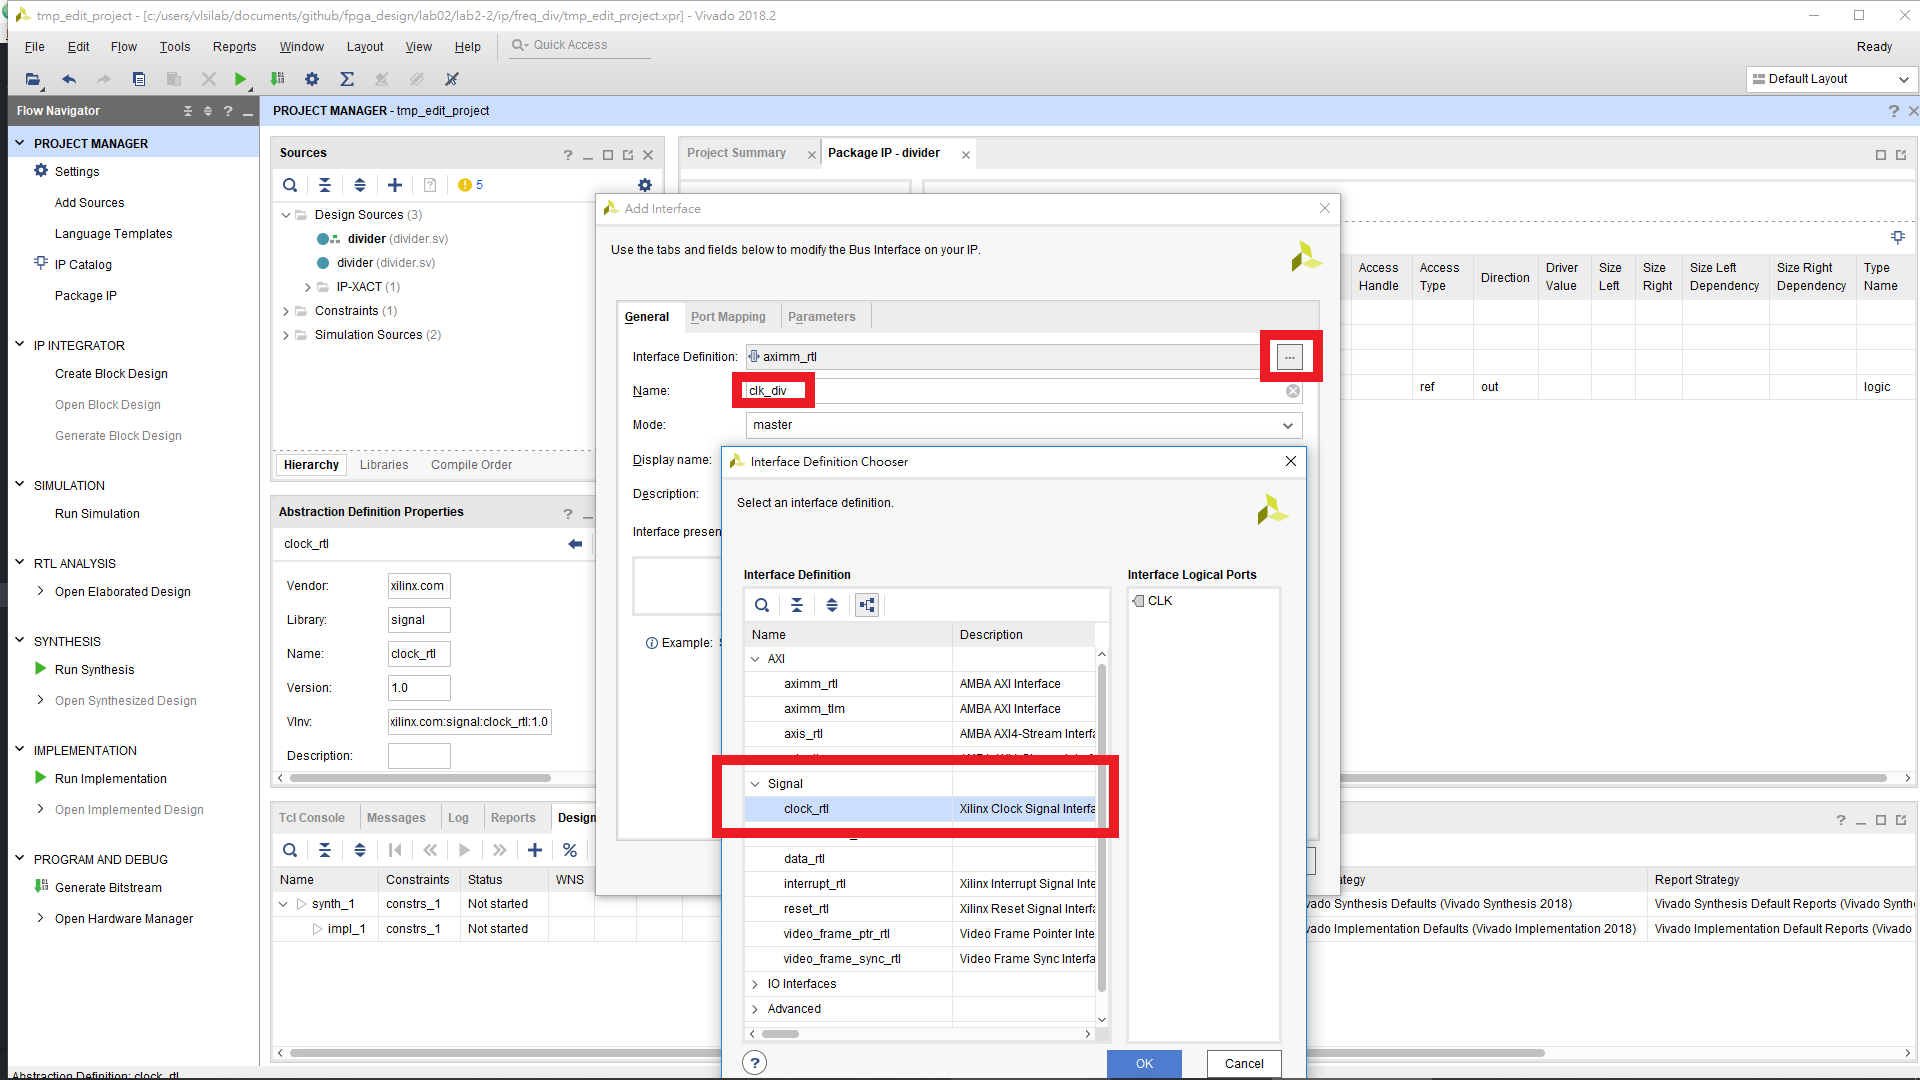 tmp_edit_project - [c:/users/vlsilab/documents/github/fpga_design/lab02/lab2-2/ip/freq_div/tmp_edit_project.xpr] - Vivado 2018.2
File Edit Flow Tools Reports Window Layout View Help Quick Access Ready
Default Layout
Flow Navigator
PROJECT MANAGER - tmp_edit_project
PROJECT MANAGER
Settings
Add Sources
Language Templates
IP Catalog
Package IP
IP INTEGRATOR
Create Block Design
Open Block Design
Generate Block Design
SIMULATION
Run Simulation
RTL ANALYSIS
Open Elaborated Design
SYNTHESIS
Run Synthesis
Open Synthesized Design
IMPLEMENTATION
Run Implementation
Open Implemented Design
PROGRAM AND DEBUG
Generate Bitstream
Open Hardware Manager
Abstraction Definition: clock_rtl
Sources
5
Design Sources (3)
divider (divider.sv)
divider (divider.sv)
IP-XACT (1)
Constraints (1)
Simulation Sources (2)
Hierarchy Libraries Compile Order
Abstraction Definition Properties
clock_rtl
Vendor: xilinx.com
Library: signal
Name: clock_rtl
Version: 1.0
Vlnv: xilinx.com:signal:clock_rtl:1.0
Description:
Project Summary Package IP - divider
Access Handle Access Type Direction Driver Value Size Left Size Right Size Left Dependency Size Right Dependency Type Name
ref out logic
Add Interface
Use the tabs and fields below to modify the Bus Interface on your IP.
General Port Mapping Parameters
Interface Definition: aximm_rtl ...
Name: clk_div
Mode: master
Display name:
Description:
Interface presen
Example:
Interface Definition Chooser
Select an interface definition.
Interface Definition
Name Description
AXI
aximm_rtl AMBA AXI Interface
aximm_tlm AMBA AXI Interface
axis_rtl AMBA AXI4-Stream Interfa
Signal
clock_rtl Xilinx Clock Signal Interfa
data_rtl
interrupt_rtl Xilinx Interrupt Signal Inte
reset_rtl Xilinx Reset Signal Interfa
video_frame_ptr_rtl Video Frame Pointer Inte
video_frame_sync_rtl Video Frame Sync Interfa
IO Interfaces
Advanced
Interface Logical Ports
CLK
OK Cancel
Tcl Console Messages Log Reports Design
Name Constraints Status WNS ategy Report Strategy
synth_1 constrs_1 Not started vado Synthesis Defaults (Vivado Synthesis 2018) Vivado Synthesis Default Reports (Vivado Synthe
impl_1 constrs_1 Not started vado Implementation Defaults (Vivado Implementation 2018) Vivado Implementation Default Reports (Vivado